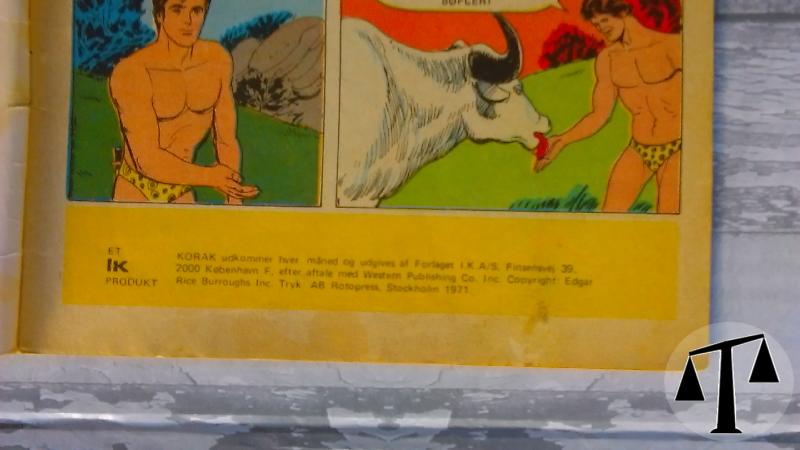 BØFLER!
ET
IK
PRODUKT
KORAK udkommer hver måned og udgives af Forlaget I.K. A/S, Finsensvej 39,
2000 København F, efter aftale med Western Publishing Co. Inc. Copyright: Edgar
Rice Burroughs Inc. Tryk: AB Rotopress, Stockholm 1971.